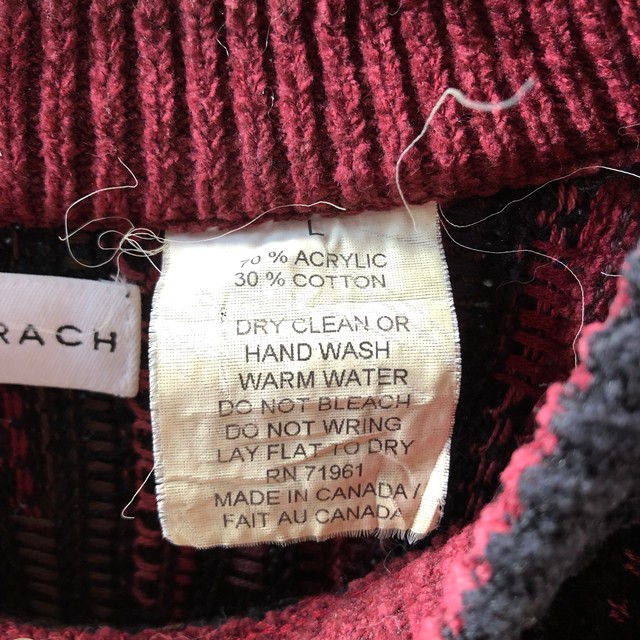 L
70 % ACRYLIC
30 % COTTON
DRY CLEAN OR
HAND WASH
WARM WATER
DO NOT BLEACH
DO NOT WRING
LAY FLAT TO DRY
RN 71961
MADE IN CANADA /
FAIT AU CANADA
RACH